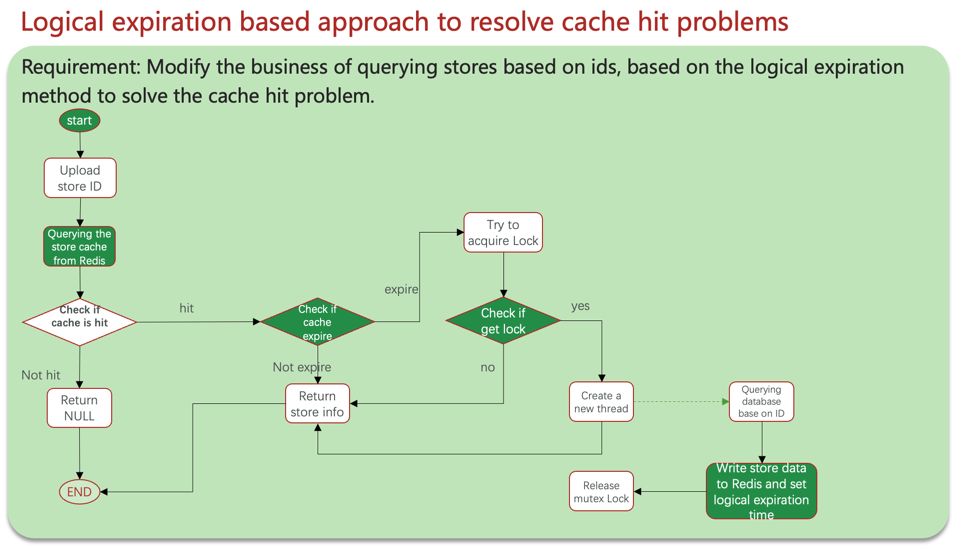 Logical expiration based approach to resolve cache hit problems
Requirement: Modify the business of querying stores based on ids, based on the logical expiration
method to solve the cache hit problem.
start
Upload
store ID
Querying the
store cache
from Redis
Check if
cache is hit
hit
Not hit
Return
NULL
END
Check if
cache
expire
expire
Not expire
Return
store info
Try to
acquire Lock
Check if
get lock
yes
no
Create a
new thread
Querying
database
base on ID
Write store data
to Redis and set
logical expiration
time
Release
mutex Lock